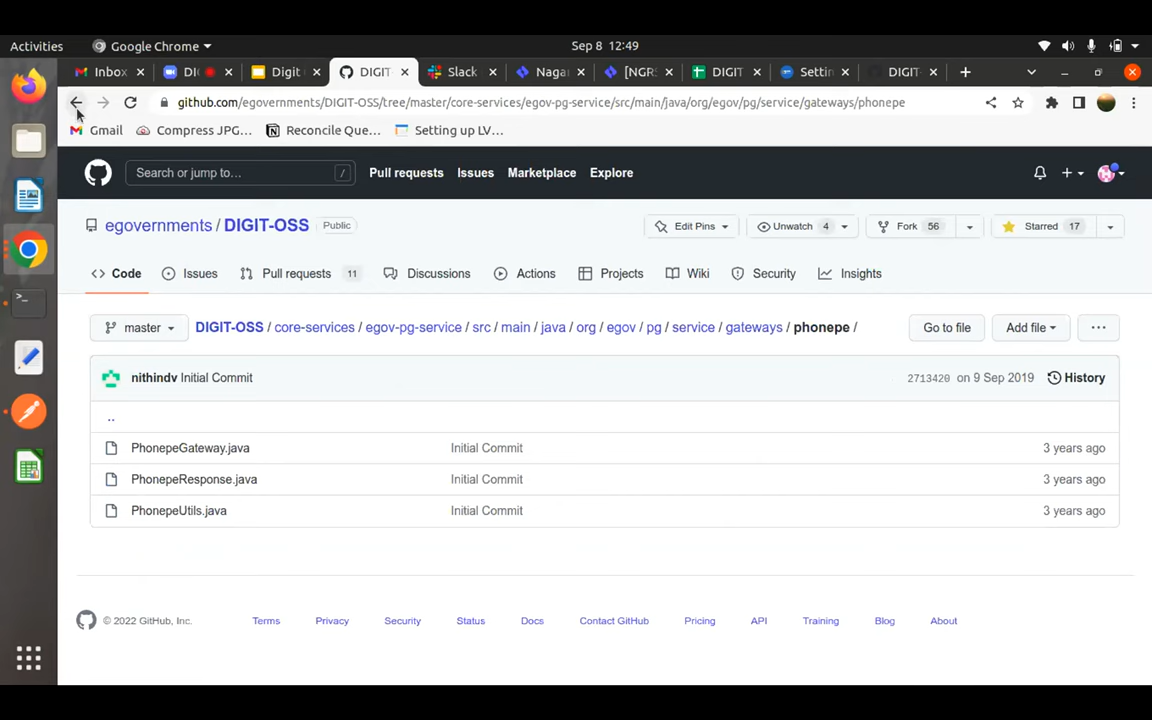 Activities Google Chrome Sep 8 12:49
Inbox DI Digit DIGIT- Slack Nagar [NGRS DIGIT Settin DIGIT-
github.com/egovernments/DIGIT-OSS/tree/master/core-services/egov-pg-service/src/main/java/org/egov/pg/service/gateways/phonepe
Gmail Compress JPG... Reconcile Que... Setting up LV...
Search or jump to... / Pull requests Issues Marketplace Explore
egovernments / DIGIT-OSS Public Edit Pins Unwatch 4 Fork 56 Starred 17
Code Issues Pull requests 11 Discussions Actions Projects Wiki Security Insights
master DIGIT-OSS / core-services / egov-pg-service / src / main / java / org / egov / pg / service / gateways / phonepe / Go to file Add file ...
nithindv Initial Commit 2713420 on 9 Sep 2019 History
..
PhonepeGateway.java Initial Commit 3 years ago
PhonepeResponse.java Initial Commit 3 years ago
PhonepeUtils.java Initial Commit 3 years ago
© 2022 GitHub, Inc. Terms Privacy Security Status Docs Contact GitHub Pricing API Training Blog About